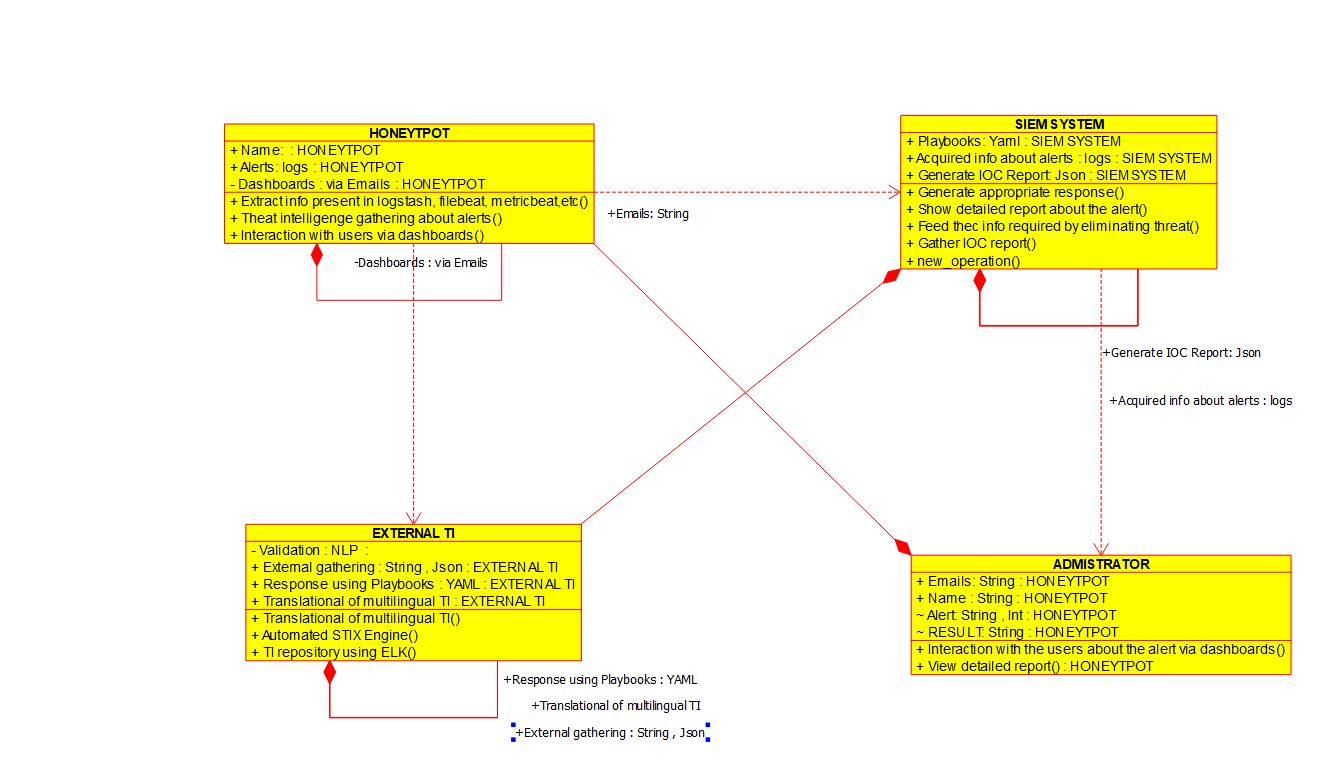 HONEYTPOT
+ Name: : HONEYTPOT
+ Alerts: logs : HONEYTPOT
- Dashboards : via Emails : HONEYTPOT
+ Extract info present in logstash, filebeat, metricbeat,etc()
+ Theat intelligenge gathering about alerts()
+ Interaction with users via dashboards()
-Dashboards : via Emails
+Emails: String
SIEM SYSTEM
+ Playbooks: Yaml : SIEM SYSTEM
+ Acquired info about alerts : logs : SIEM SYSTEM
+ Generate IOC Report: Json : SIEM SYSTEM
+ Generate appropriate response()
+ Show detailed report about the alert()
+ Feed thec info required by eliminating threat()
+ Gather IOC report()
+ new_operation()
+Generate IOC Report: Json
+Acquired info about alerts : logs
EXTERNAL TI
- Validation : NLP :
+ External gathering : String , Json : EXTERNAL TI
+ Response using Playbooks : YAML : EXTERNAL TI
+ Translational of multilingual TI : EXTERNAL TI
+ Translational of multilingual TI()
+ Automated STIX Engine()
+ TI repository using ELK()
+Response using Playbooks : YAML
+Translational of multilingual TI
+External gathering : String , Json
ADMISTRATOR
+ Emails: String : HONEYTPOT
+ Name : String : HONEYTPOT
~ Alert: String , Int : HONEYTPOT
~ RESULT: String : HONEYTPOT
+ Interaction with the users about the alert via dashboards()
+ View detailed report() : HONEYTPOT